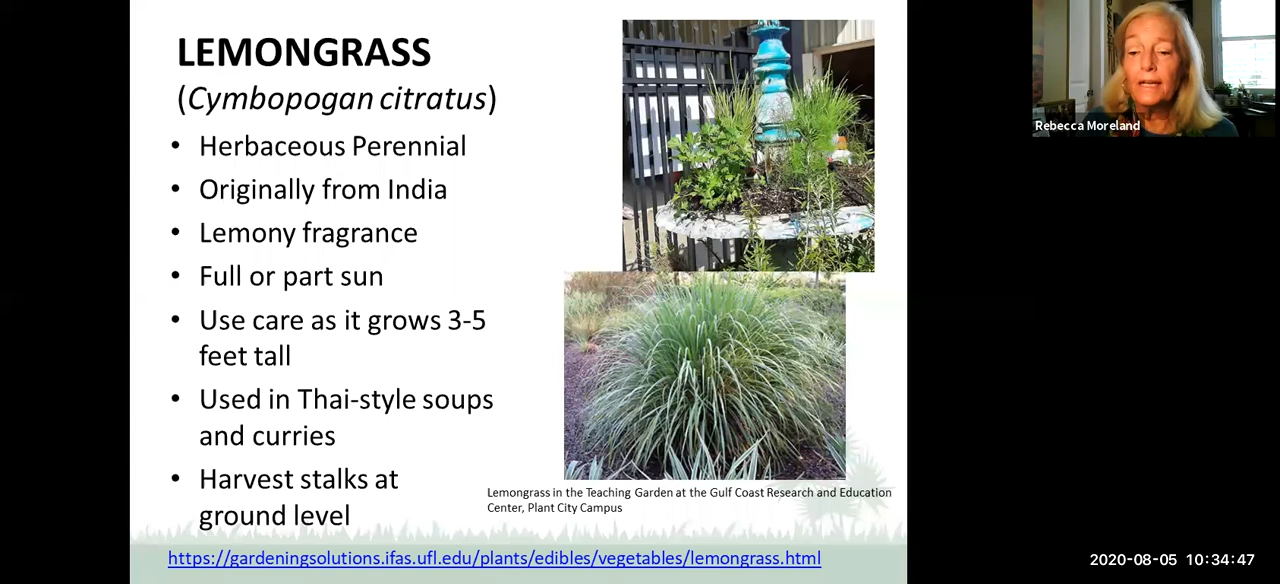 LEMONGRASS
(Cymbopogan citratus)
• Herbaceous Perennial
• Originally from India
• Lemony fragrance
• Full or part sun
• Use care as it grows 3-5
feet tall
• Used in Thai-style soups
and curries
• Harvest stalks at
ground level
Lemongrass in the Teaching Garden at the Gulf Coast Research and Education
Center, Plant City Campus
https://gardeningsolutions.ifas.ufl.edu/plants/edibles/vegetables/lemongrass.html
Rebecca Moreland
2020-08-05 10:34:47